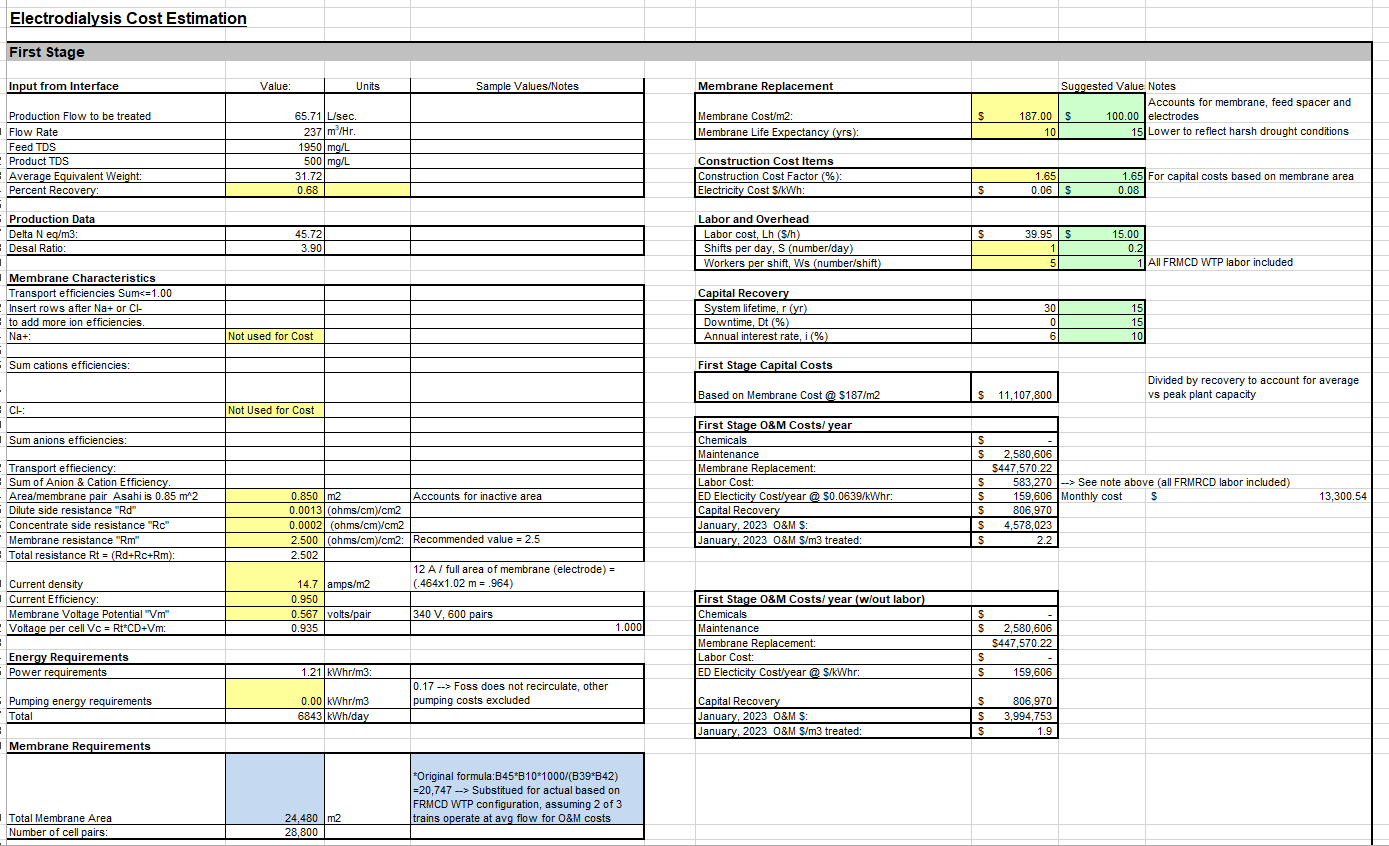 Electrodialysis Cost Estimation
First Stage
Input from Interface Value: Units Sample Values/Notes
Production Flow to be treated 65.71 L/sec.
Flow Rate 237 m³/Hr.
Feed TDS 1950 mg/L
Product TDS 500 mg/L
Average Equivalent Weight: 31.72
Percent Recovery: 0.68
Production Data
Delta N eq/m3: 45.72
Desal Ratio: 3.90
Membrane Characteristics
Transport efficiencies Sum<=1.00
Insert rows after Na+ or Cl-
to add more ion efficiencies.
Na+: Not used for Cost
Sum cations efficiencies:
Cl-: Not Used for Cost
Sum anions efficiencies:
Transport effieciency:
Sum of Anion & Cation Efficiency.
Area/membrane pair Asahi is 0.85 m^2 0.850 m2 Accounts for inactive area
Dilute side resistance "Rd" 0.0013 (ohms/cm)/cm2
Concentrate side resistance "Rc" 0.0002 (ohms/cm)/cm2
Membrane resistance "Rm" 2.500 (ohms/cm)/cm2: Recommended value = 2.5
Total resistance Rt = (Rd+Rc+Rm): 2.502
12 A / full area of membrane (electrode) =
Current density 14.7 amps/m2 (.464x1.02 m = .964)
Current Efficiency: 0.950
Membrane Voltage Potential "Vm" 0.567 volts/pair 340 V, 600 pairs
Voltage per cell Vc = Rt*CD+Vm: 0.935 1.000
Energy Requirements
Power requirements 1.21 kWhr/m3:
0.17 --> Foss does not recirculate, other
Pumping energy requirements 0.00 kWhr/m3 pumping costs excluded
Total 6843 kWh/day
Membrane Requirements
*Original formula:B45*B10*1000/(B39*B42)
=20,747 --> Substitued for actual based on
FRMCD WTP configuration, assuming 2 of 3
Total Membrane Area 24,480 m2 trains operate at avg flow for O&M costs
Number of cell pairs: 28,800
Membrane Replacement Suggested Value Notes
Accounts for membrane, feed spacer and
Membrane Cost/m2: $ 187.00 $ 100.00 electrodes
Membrane Life Expectancy (yrs): 10 15 Lower to reflect harsh drought conditions
Construction Cost Items
Construction Cost Factor (%): 1.65 1.65 For capital costs based on membrane area
Electricity Cost $/kWh: $ 0.06 $ 0.08
Labor and Overhead
Labor cost, Lh ($/h) $ 39.95 $ 15.00
Shifts per day, S (number/day) 1 0.2
Workers per shift, Ws (number/shift) 5 1 All FRMCD WTP labor included
Capital Recovery
System lifetime, r (yr) 30 15
Downtime, Dt (%) 0 15
Annual interest rate, i (%) 6 10
First Stage Capital Costs
Divided by recovery to account for average
Based on Membrane Cost @ $187/m2 $ 11,107,800 vs peak plant capacity
First Stage O&M Costs/ year
Chemicals $ -
Maintenance $ 2,580,606
Membrane Replacement: $447,570.22
Labor Cost: $ 583,270 --> See note above (all FRMRCD labor included)
ED Electicity Cost/year @ $0.0639/kWhr: $ 159,606 Monthly cost $ 13,300.54
Capital Recovery $ 806,970
January, 2023 O&M $: $ 4,578,023
January, 2023 O&M $/m3 treated: $ 2.2
First Stage O&M Costs/ year (w/out labor)
Chemicals $ -
Maintenance $ 2,580,606
Membrane Replacement: $447,570.22
Labor Cost: $ -
ED Electicity Cost/year @ $/kWhr: $ 159,606
Capital Recovery $ 806,970
January, 2023 O&M $: $ 3,994,753
January, 2023 O&M $/m3 treated: $ 1.9